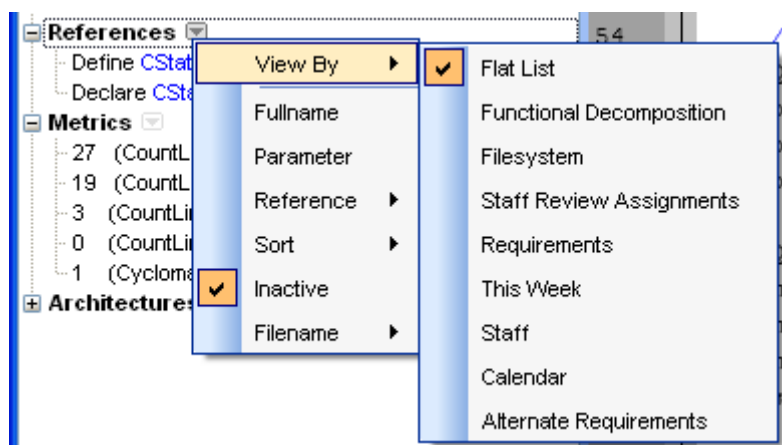 References
Define CStat
Declare CSta
Metrics
27 (CountL
19 (CountL
3 (CountLi
0 (CountLi
1 (Cycloma
Architectures
View By
Fullname
Parameter
Reference
Sort
Inactive
Filename
Flat List
Functional Decomposition
Filesystem
Staff Review Assignments
Requirements
This Week
Staff
Calendar
Alternate Requirements
54